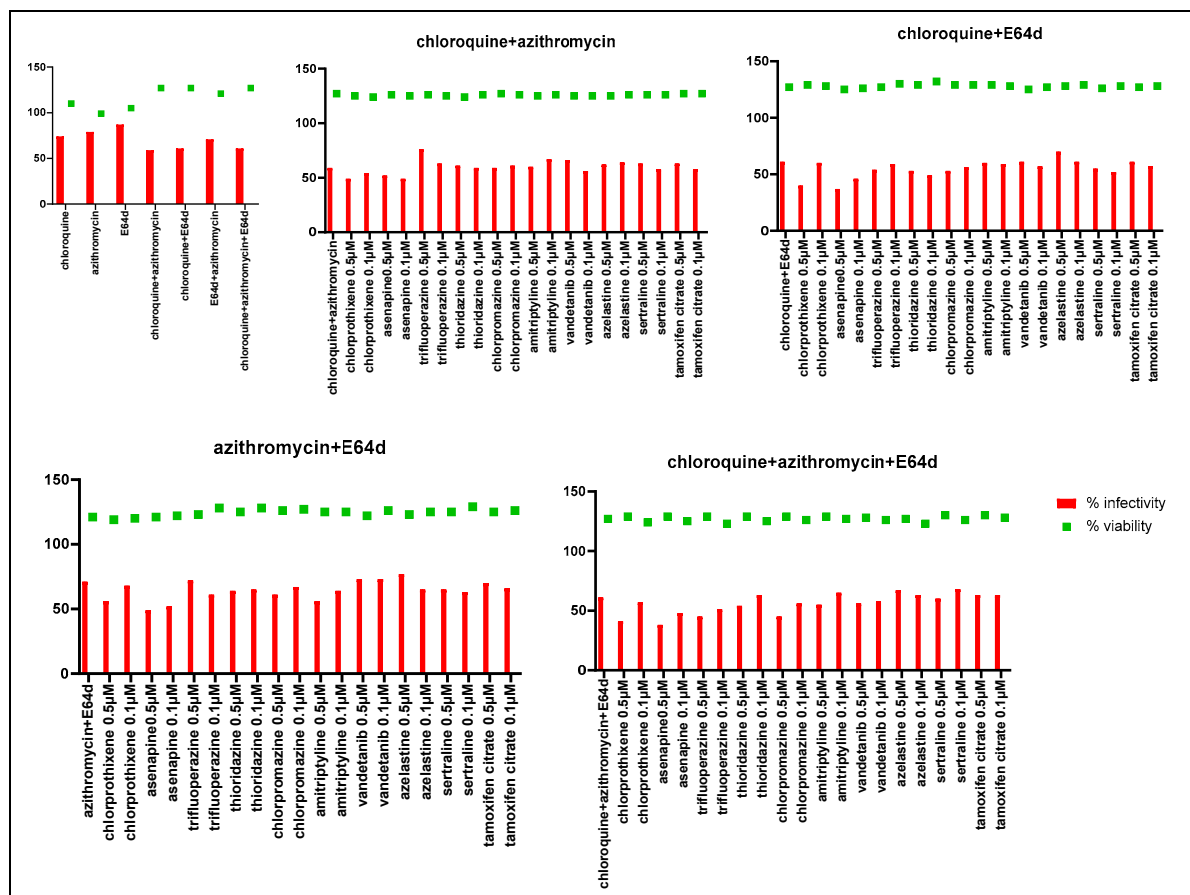 150
100
50
0
chloroquine
azithromycin
E64d
chloroquine+azithromycin
chloroquine+E64d
E64d+azithromycin
chloroquine+azithromycin+E64d
chloroquine+azithromycin
150
100
50
0
chloroquine+azithromycin
chlorprothixene 0.5µM
chlorprothixene 0.1µM
asenapine0.5µM
asenapine 0.1µM
trifluoperazine 0.5µM
trifluoperazine 0.1µM
thioridazine 0.5µM
thioridazine 0.1µM
chlorpromazine 0.5µM
chlorpromazine 0.1µM
amitriptyline 0.5µM
amitriptyline 0.1µM
vandetanib 0.5µM
vandetanib 0.1µM
azelastine 0.5µM
azelastine 0.1µM
sertraline 0.5µM
sertraline 0.1µM
tamoxifen citrate 0.5µM
tamoxifen citrate 0.1µM
chloroquine+E64d
150
100
50
0
chloroquine+E64d
chlorprothixene 0.5µM
chlorprothixene 0.1µM
asenapine0.5µM
asenapine 0.1µM
trifluoperazine 0.5µM
trifluoperazine 0.1µM
thioridazine 0.5µM
thioridazine 0.1µM
chlorpromazine 0.5µM
chlorpromazine 0.1µM
amitriptyline 0.5µM
amitriptyline 0.1µM
vandetanib 0.5µM
vandetanib 0.1µM
azelastine 0.5µM
azelastine 0.1µM
sertraline 0.5µM
sertraline 0.1µM
tamoxifen citrate 0.5µM
tamoxifen citrate 0.1µM
azithromycin+E64d
150
100
50
0
azithromycin+E64d
chlorprothixene 0.5µM
chlorprothixene 0.1µM
asenapine0.5µM
asenapine 0.1µM
trifluoperazine 0.5µM
trifluoperazine 0.1µM
thioridazine 0.5µM
thioridazine 0.1µM
chlorpromazine 0.5µM
chlorpromazine 0.1µM
amitriptyline 0.5µM
amitriptyline 0.1µM
vandetanib 0.5µM
vandetanib 0.1µM
azelastine 0.5µM
azelastine 0.1µM
sertraline 0.5µM
sertraline 0.1µM
tamoxifen citrate 0.5µM
tamoxifen citrate 0.1µM
chloroquine+azithromycin+E64d
150
100
50
0
chloroquine+azithromycin+E64d
chlorprothixene 0.5µM
chlorprothixene 0.1µM
asenapine0.5µM
asenapine 0.1µM
trifluoperazine 0.5µM
trifluoperazine 0.1µM
thioridazine 0.5µM
thioridazine 0.1µM
chlorpromazine 0.5µM
chlorpromazine 0.1µM
amitriptyline 0.5µM
amitriptyline 0.1µM
vandetanib 0.5µM
vandetanib 0.1µM
azelastine 0.5µM
azelastine 0.1µM
sertraline 0.5µM
sertraline 0.1µM
tamoxifen citrate 0.5µM
tamoxifen citrate 0.1µM
% infectivity
% viability